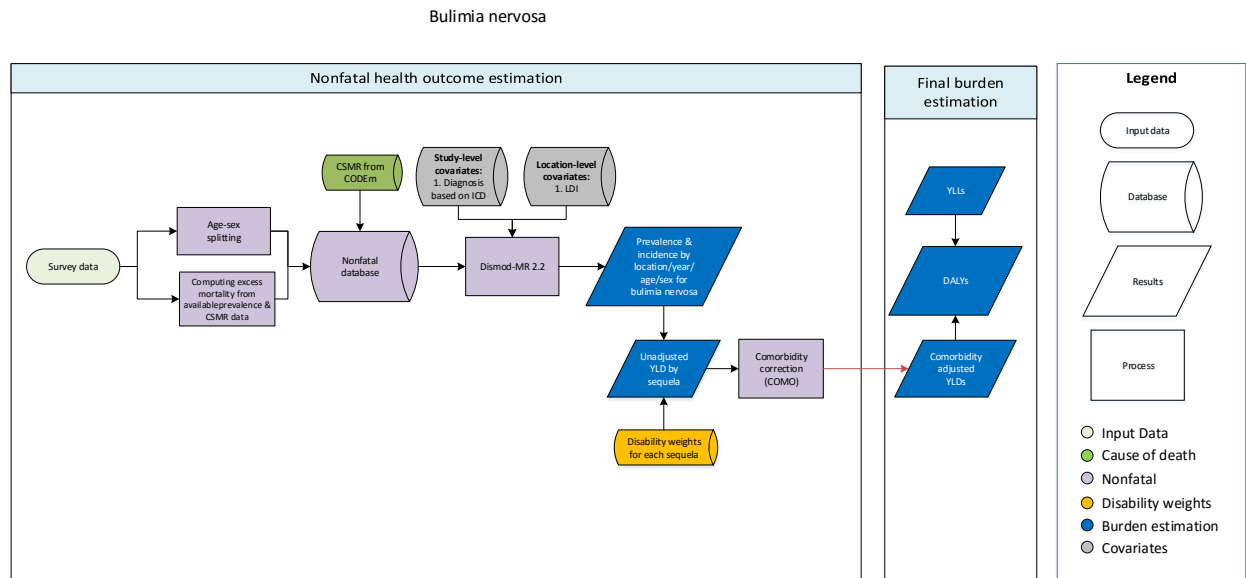 Bulimia nervosa
Nonfatal health outcome estimation
CSMR from
CODEm
Study-level
covariates:
1. Diagnosis
based on ICD
Location-level
covariates:
1. LDI
Survey data
Age-sex
splitting
Computing excess
mortality from
availableprevalence &
CSMR data
Nonfatal
database
Dismod-MR 2.2
Prevalence &
incidence by
location/year/
age/sex for
bulimia nervosa
Unadjusted
YLD by
sequela
Comorbidity
correction
(COMO)
Disability weights
for each sequela
Final burden
estimation
YLLs
DALYs
Comorbidity
adjusted
YLDs
Legend
Input data
Database
Results
Process
Input Data
Cause of death
Nonfatal
Disability weights
Burden estimation
Covariates